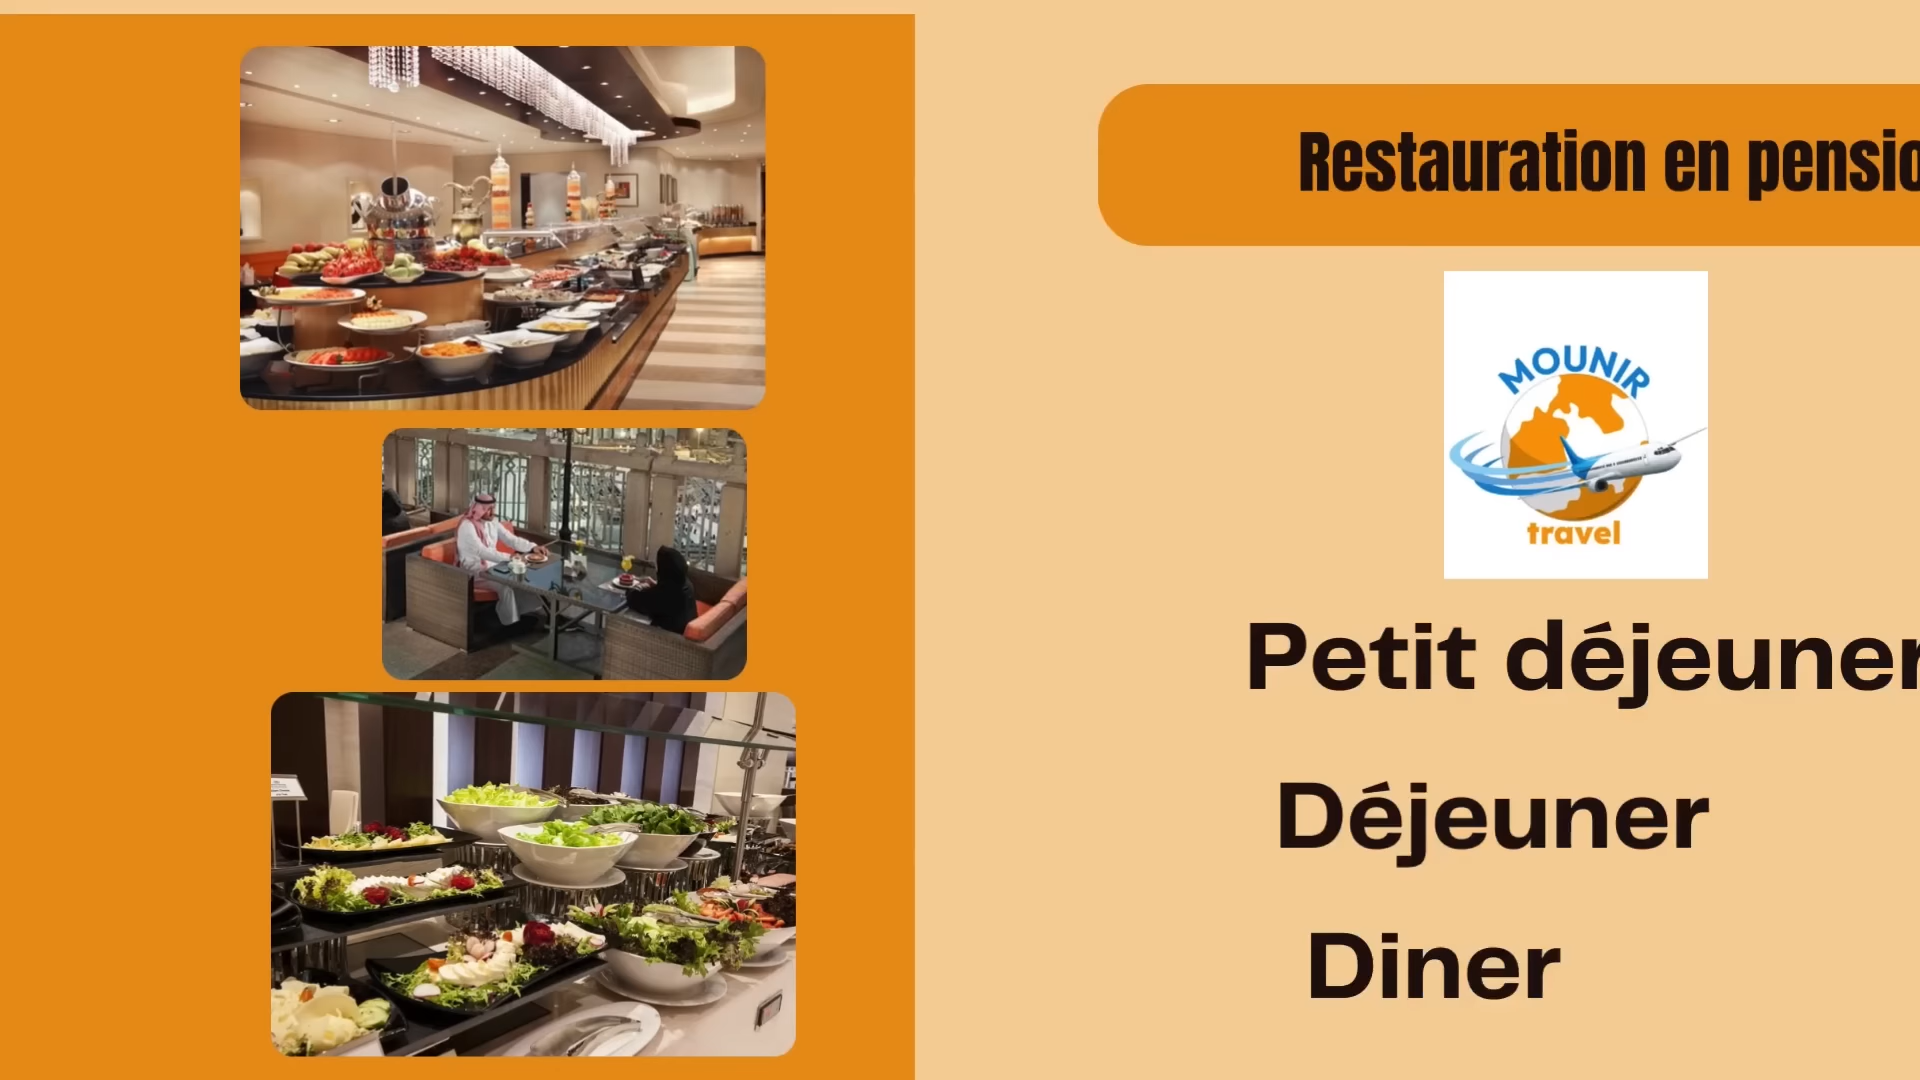 Restauration en pensio
MOUNIR
travel
Petit déjeuner
Déjeuner
Diner